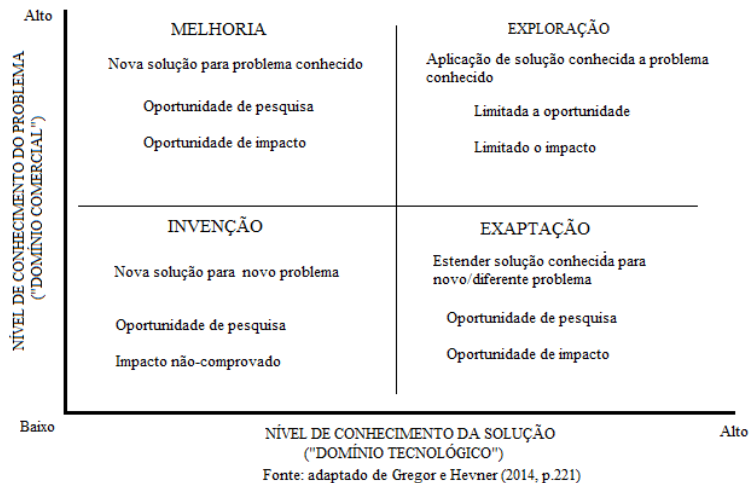 Alto
NÍVEL DE CONHECIMENTO DO PROBLEMA
("DOMÍNIO COMERCIAL")
MELHORIA
Nova solução para problema conhecido
Oportunidade de pesquisa
Oportunidade de impacto
EXPLORAÇÃO
Aplicação de solução conhecida a problema
conhecido
Limitada a oportunidade
Limitado o impacto
INVENÇÃO
Nova solução para novo problema
Oportunidade de pesquisa
Impacto não-comprovado
EXAPTAÇÃO
Estender solução conhecida para
novo/diferente problema
Oportunidade de pesquisa
Oportunidade de impacto
Baixo
NÍVEL DE CONHECIMENTO DA SOLUÇÃO
("DOMÍNIO TECNOLÓGICO")
Alto
Fonte: adaptado de Gregor e Hevner (2014, p.221)